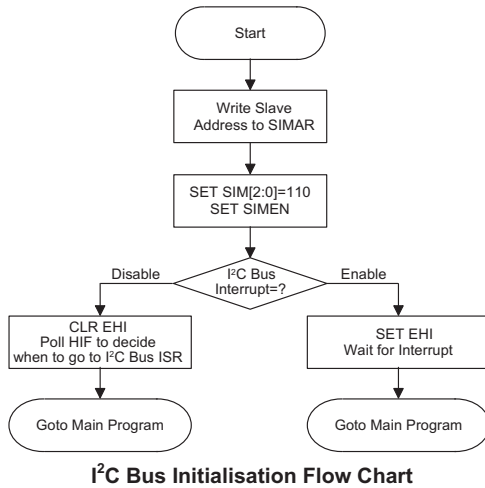 Start
Write Slave
Address to SIMAR
SET SIM[2:0]=110
SET SIMEN
I²C Bus
Interrupt=?
Disable
Enable
CLR EHI
Poll HIF to decide
when to go to I²C Bus ISR
SET EHI
Wait for Interrupt
Goto Main Program
Goto Main Program
I²C Bus Initialisation Flow Chart